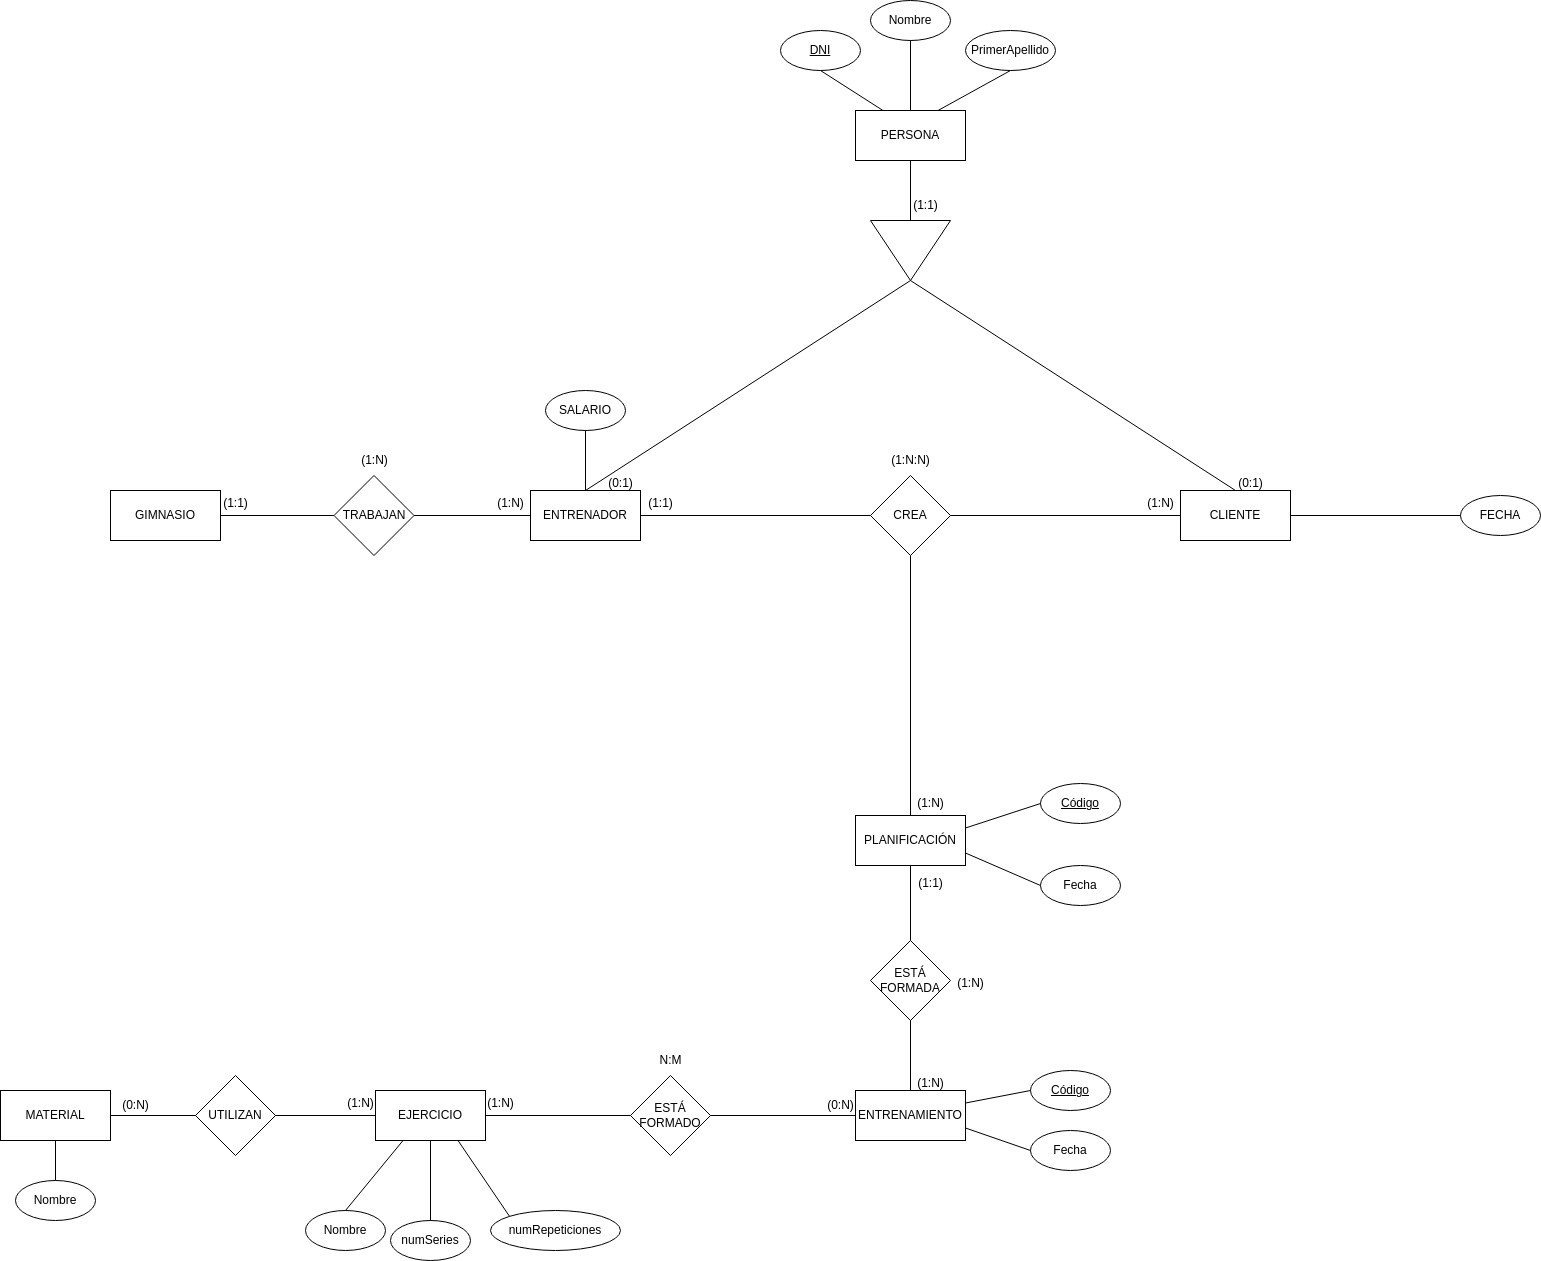 Nombre
DNI
PrimerApellido
PERSONA
(1:1)
SALARIO
(1:N)
(1:N:N)
(0:1)
(0:1)
(1:1)
(1:N)
(1:1)
(1:N)
GIMNASIO
TRABAJAN
ENTRENADOR
CREA
CLIENTE
FECHA
(1:N)
Código
PLANIFICACIÓN
(1:1)
Fecha
ESTÁ
FORMADA
(1:N)
N:M
(1:N)
Código
(0:N)
(1:N)
(1:N)
(0:N)
MATERIAL
UTILIZAN
EJERCICIO
ESTÁ
FORMADO
ENTRENAMIENTO
Fecha
Nombre
Nombre
numSeries
numRepeticiones